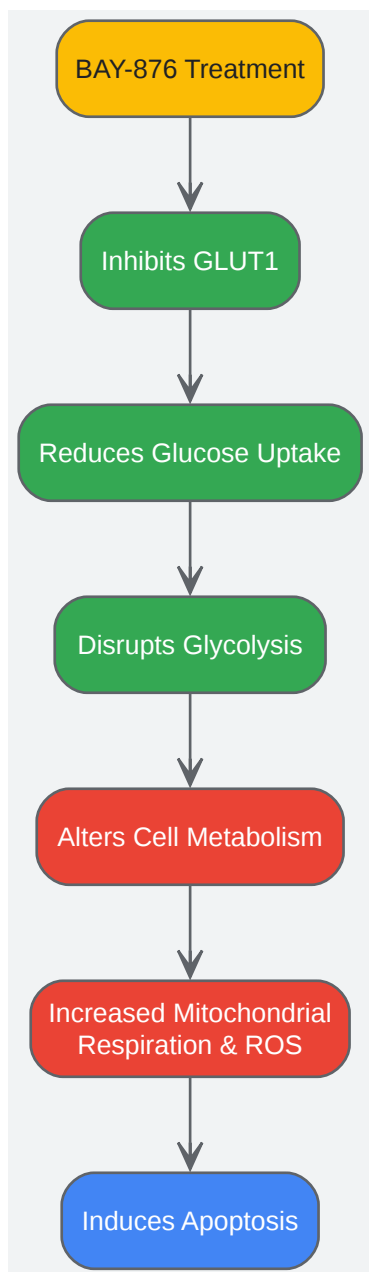 BAY-876 Treatment
Inhibits GLUT1
Reduces Glucose Uptake
Disrupts Glycolysis
Alters Cell Metabolism
Increased Mitochondrial
Respiration & ROS
Induces Apoptosis